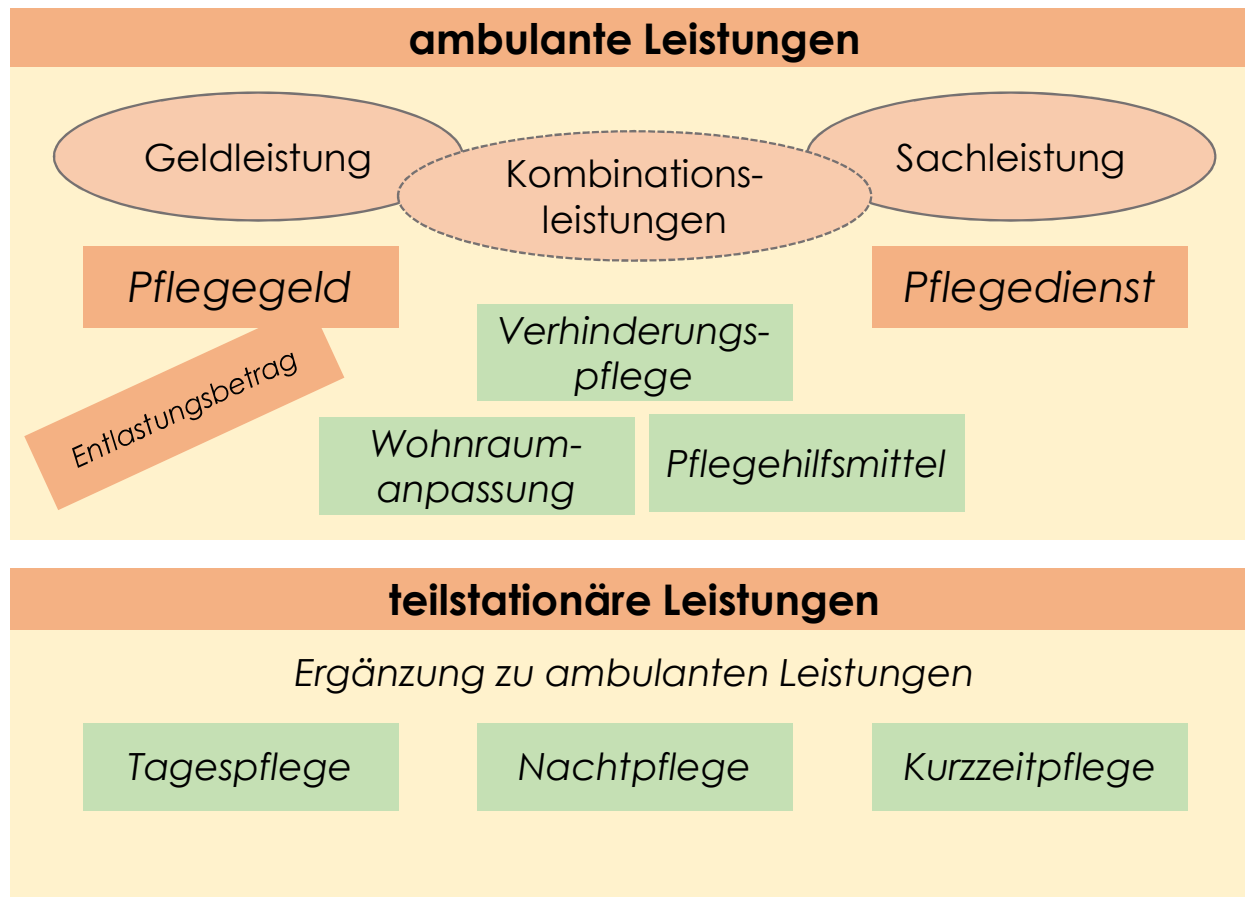 ambulante Leistungen
Geldleistung
Kombinations-
leistungen
Sachleistung
Pflegegeld
Pflegedienst
Entlastungsbetrag
Verhinderungs-
pflege
Wohnraum-
anpassung
Pflegehilfsmittel
teilstationäre Leistungen
Ergänzung zu ambulanten Leistungen
Tagespflege
Nachtpflege
Kurzzeitpflege